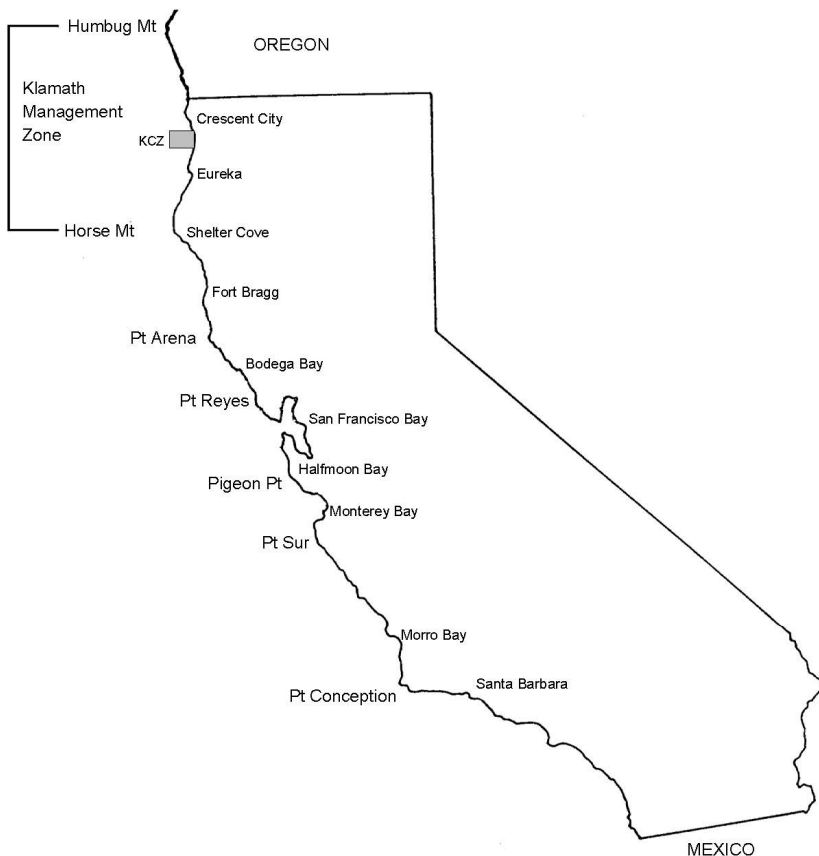 Humbug Mt
OREGON
Klamath
Management
Zone
Crescent City
KCZ
Eureka
Horse Mt
Shelter Cove
Fort Bragg
Pt Arena
Bodega Bay
Pt Reyes
San Francisco Bay
Halfmoon Bay
Pigeon Pt
Monterey Bay
Pt Sur
Morro Bay
Santa Barbara
Pt Conception
MEXICO